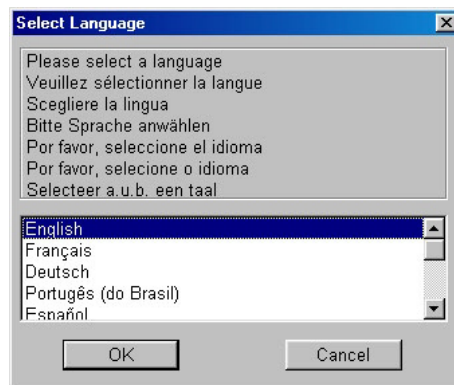 Select Language
Please select a language
Veuillez sélectionner la langue
Scegliere la lingua
Bitte Sprache anwählen
Por favor, seleccione el idioma
Por favor, selecione o idioma
Selecteer a.u.b. een taal
English
Français
Deutsch
Portugês (do Brasil)
Español
OK
Cancel